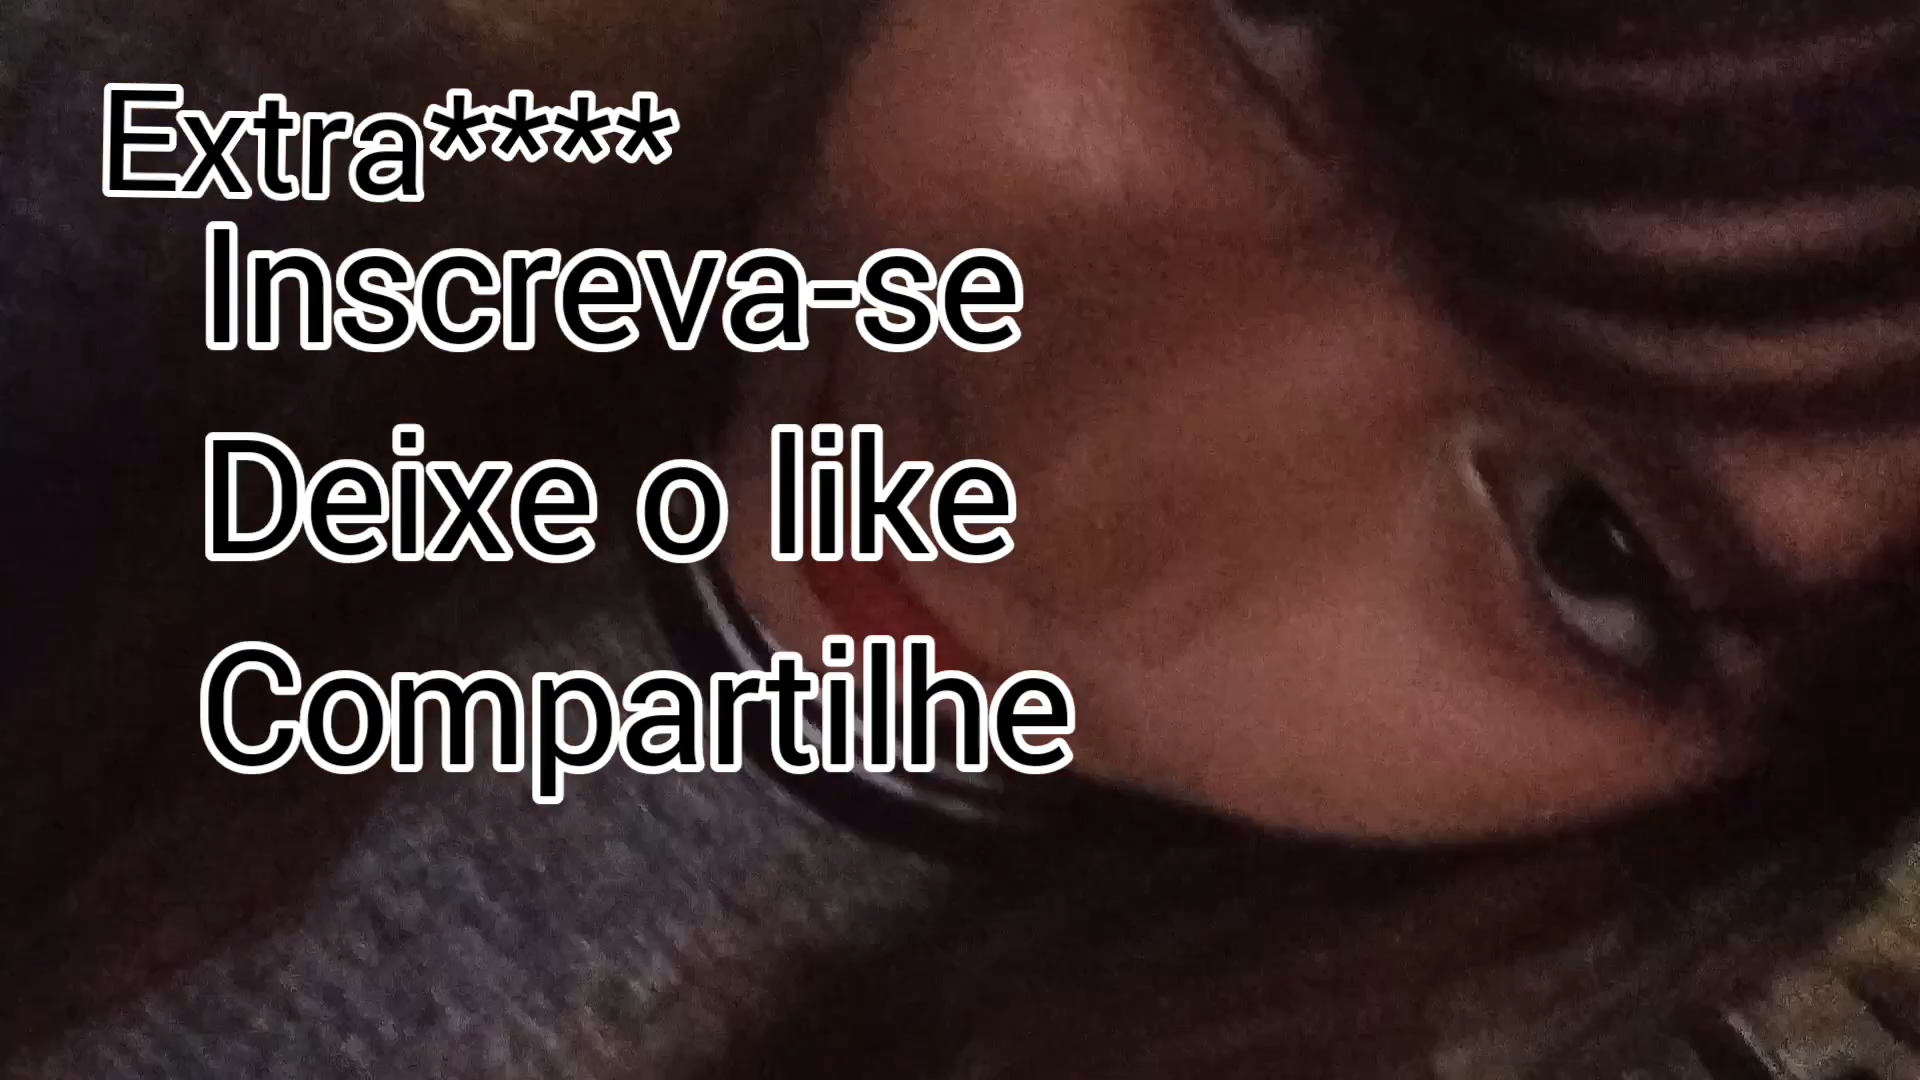 Extra****
Inscreva-se
Deixe o like
Compartilhe